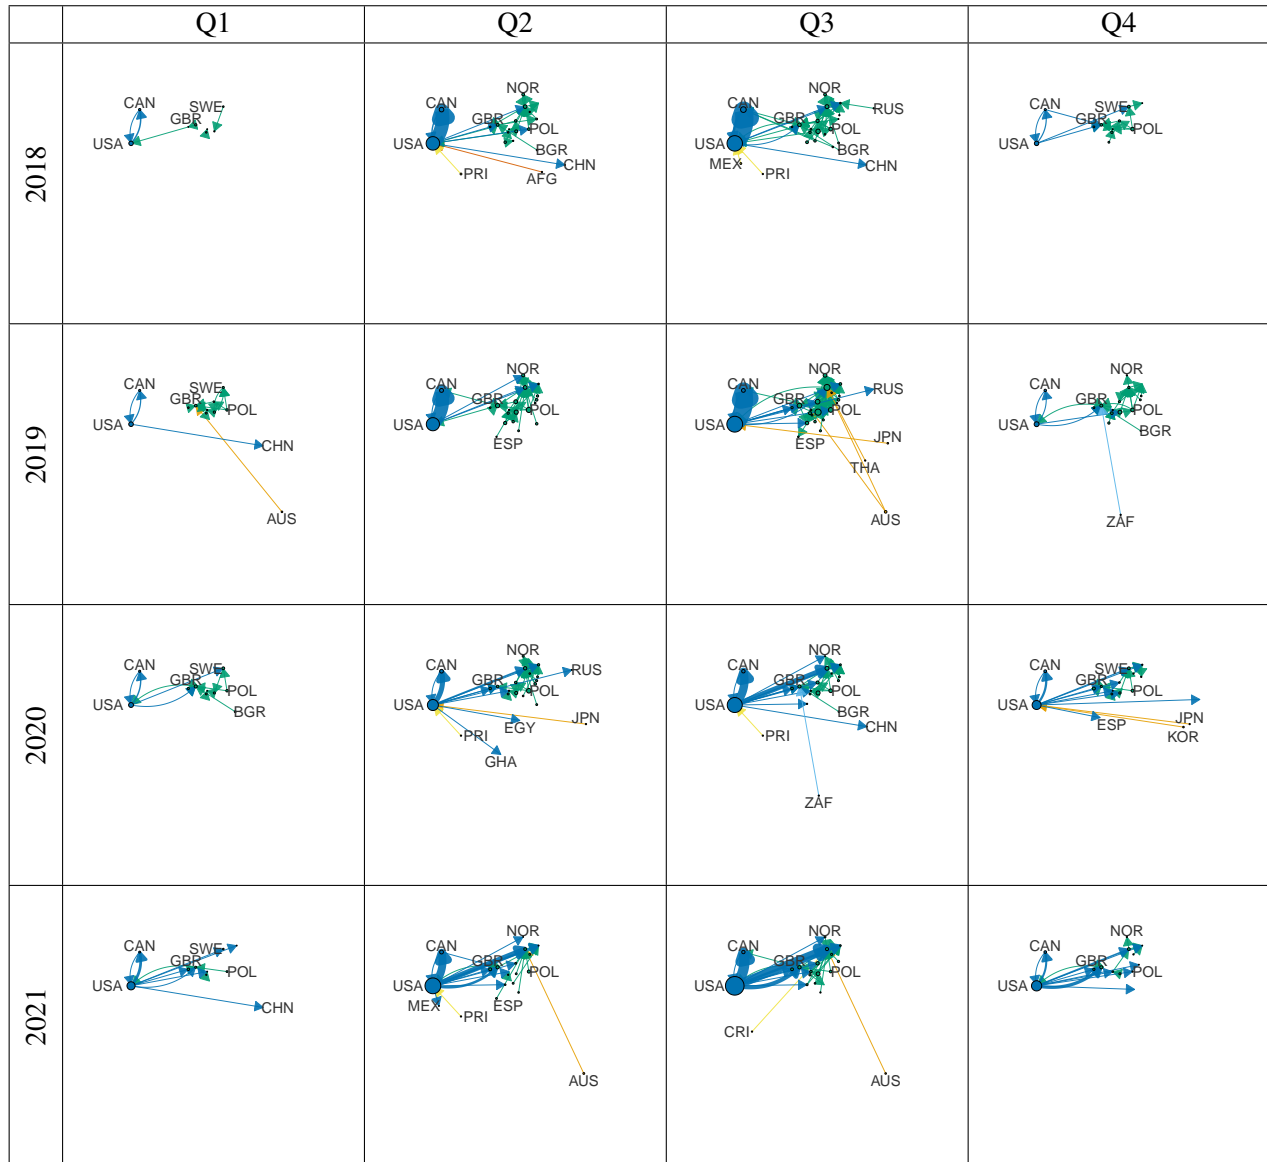 Q1 Q2 Q3 Q4
2018
CAN SWE GBR USA
CAN NOR GBR USA POL BGR CHN PRI AFG
CAN NOR RUS GBR USA POL BGR MEX PRI CHN
CAN SWE GBR USA POL
2019
CAN SWE GBR POL USA CHN AUS
CAN NOR GBR POL USA ESP
CAN NOR RUS GBR POL USA ESP JPN THA AUS
CAN NOR GBR POL USA BGR ZAF
2020
CAN SWE GBR POL USA BGR
CAN NOR RUS GBR POL USA EGY JPN PRI GHA
CAN NOR GBR POL USA BGR CHN PRI ZAF
CAN SWE GBR POL USA ESP JPN KOR
2021
CAN SWE GBR POL USA CHN
CAN NOR GBR POL USA MEX ESP PRI AUS
CAN NOR GBR POL USA CRI AUS
CAN NOR GBR POL USA